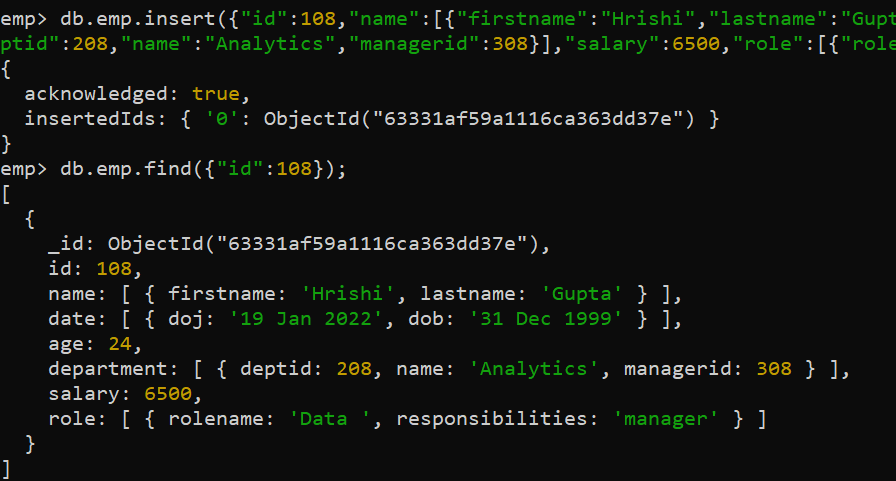 emp> db.emp.insert({"id":108,"name":[{"firstname":"Hrishi","lastname":"Gupt
ptid":208,"name":"Analytics","managerid":308}],"salary":6500,"role":[{"role
{
  acknowledged: true,
  insertedIds: { '0': ObjectId("63331af59a1116ca363dd37e") }
}
emp> db.emp.find({"id":108});
[
  {
    _id: ObjectId("63331af59a1116ca363dd37e"),
    id: 108,
    name: [ { firstname: 'Hrishi', lastname: 'Gupta' } ],
    date: [ { doj: '19 Jan 2022', dob: '31 Dec 1999' } ],
    age: 24,
    department: [ { deptid: 208, name: 'Analytics', managerid: 308 } ],
    salary: 6500,
    role: [ { rolename: 'Data ', responsibilities: 'manager' } ]
  }
]